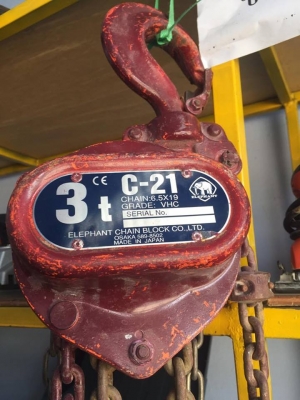 3 t
CE
C-21
CHAIN:6.5X19
GRADE: VHC
SERIAL No.
ELEPHANT
ELEPHANT CHAIN BLOCK CO.,LTD.
OSAKA 589-8502
MADE IN JAPAN